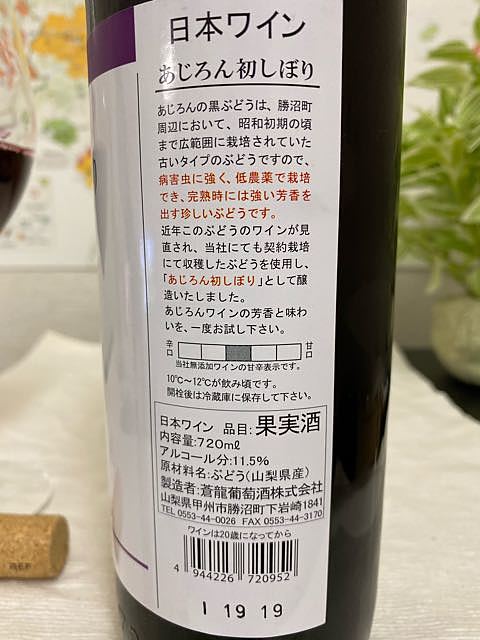 日本ワイン
あじろん初しぼり
あじろんの黒ぶどうは、勝沼町
周辺において、昭和初期の頃
まで広範囲に栽培されていた
古いタイプのぶどうですので、
病害虫に強く、低農薬で栽培
でき、完熟時には強い芳香を
出す珍しいぶどうです。
近年このぶどうのワインが見
直され、当社にても契約栽培
にて収穫したぶどうを使用し、
「あじろん初しぼり」として醸
造いたしました。
あじろんワインの芳香と味わ
いを、一度お試し下さい。
辛口 甘口
当社無添加ワインの甘辛表示です。
10℃〜12℃が飲み頃です。
開栓後は冷蔵庫に保存して下さい。
日本ワイン 品目:果実酒
内容量:720㎖
アルコール分:11.5%
原材料名:ぶどう(山梨県産)
製造者:蒼龍葡萄酒株式会社
山梨県甲州市勝沼町下岩崎1841
TEL 0553-44-0026 FAX 0553-44-3170
ワインは20歳になってから
4 944226 720952
1 19 19